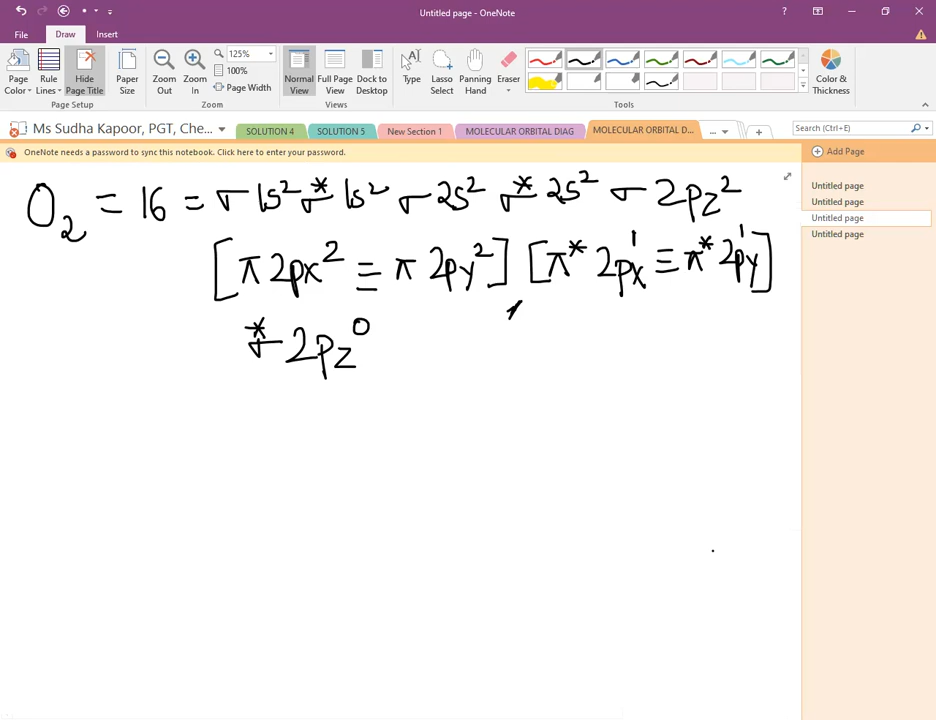 Untitled page - OneNote
File Draw Insert
Page Color Rule Lines Hide Page Title Paper Size Zoom Out Zoom In 125% 100% Page Width Normal View Full Page View Dock to Desktop Type Lasso Select Panning Hand Eraser Color & Thickness
Page Setup Zoom Views Tools
Ms Sudha Kapoor, PGT, Che... SOLUTION 4 SOLUTION 5 New Section 1 MOLECULAR ORBITAL DIAG MOLECULAR ORBITAL D... ... Search (Ctrl+E)
OneNote needs a password to sync this notebook. Click here to enter your password.
Add Page
Untitled page
Untitled page
Untitled page
Untitled page
O₂ = 16 = σ 1s² σ* 1s² σ 2s² σ* 2s² σ 2pz²
[π 2px² ≡ π 2py²] [π* 2px¹ ≡ π* 2py¹]
σ* 2pz⁰